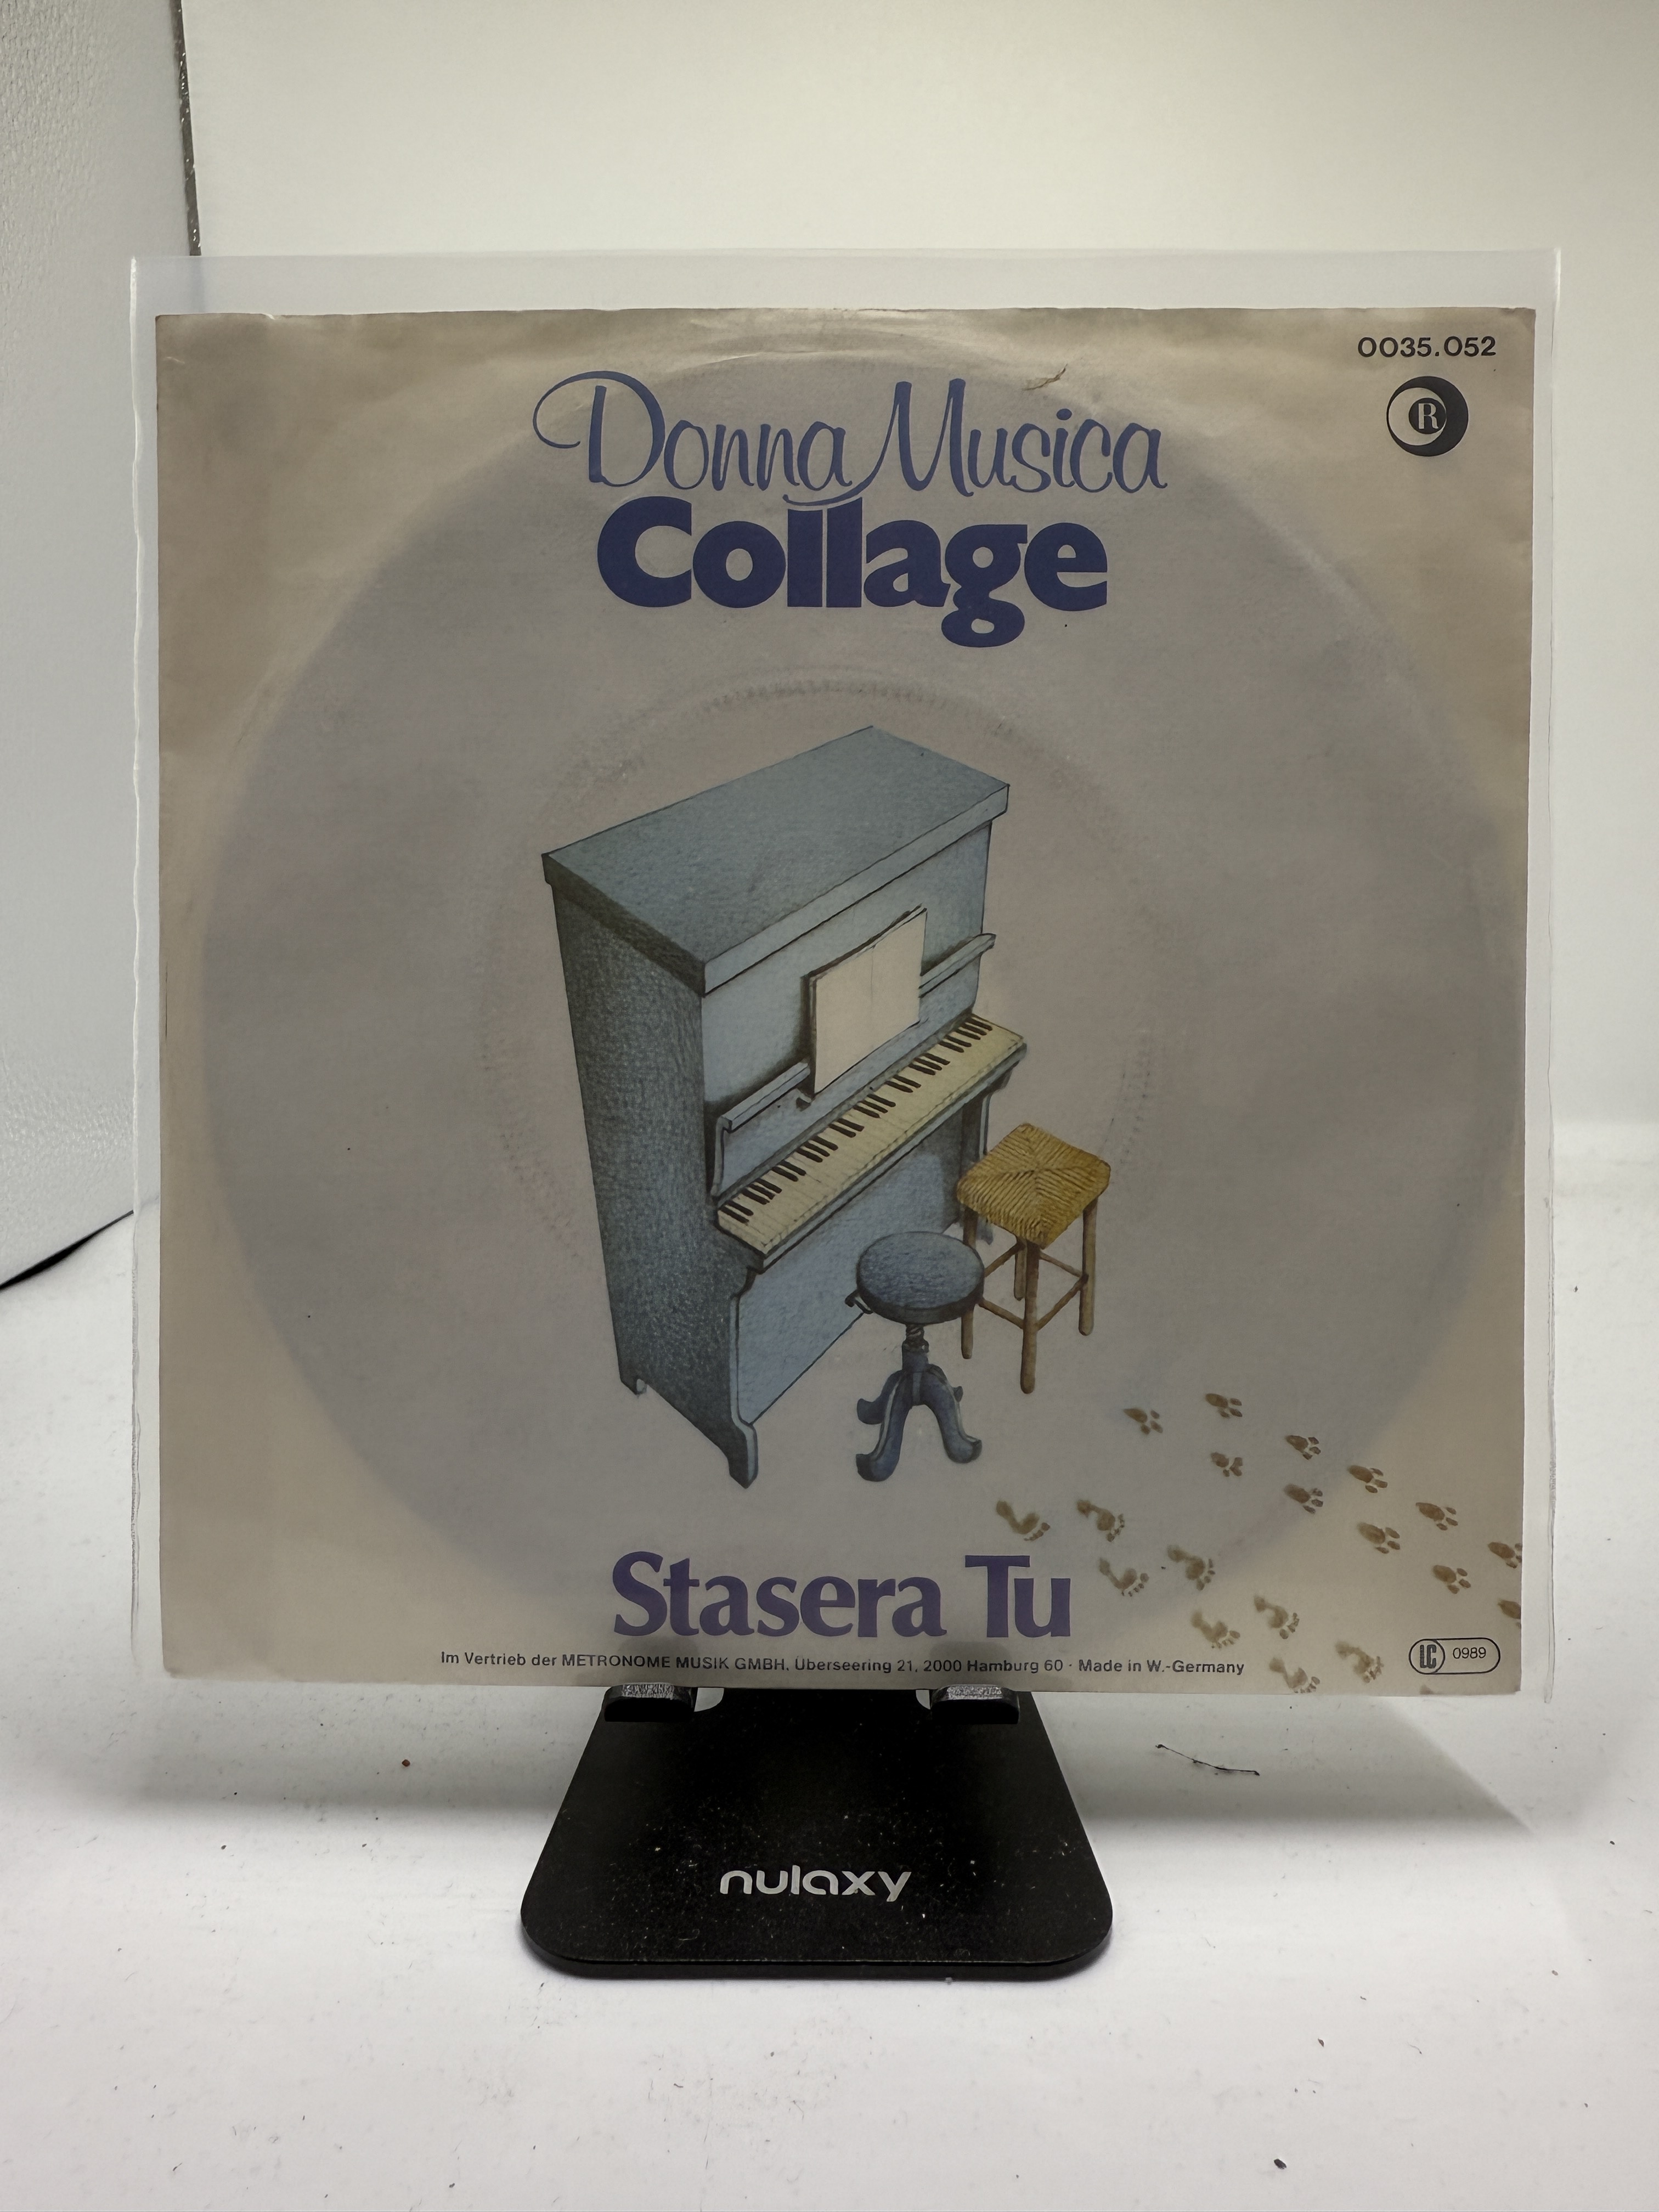 0035.052
R
Donna Musica
Collage
Stasera Tu
Im Vertrieb der METRONOME MUSIK GMBH, Überseering 21, 2000 Hamburg 60 · Made in W.-Germany
LC 0989
nulaxy